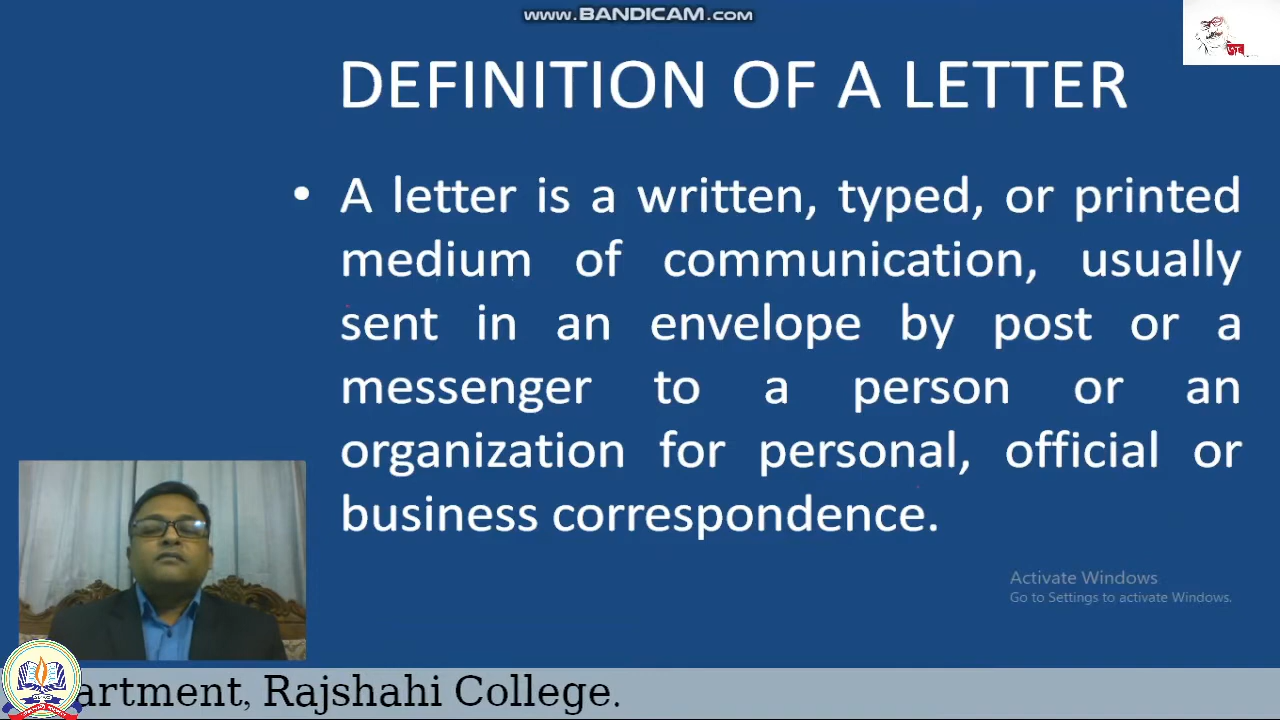 www.BANDICAM.com
DEFINITION OF A LETTER
• A letter is a written, typed, or printed
medium of communication, usually
sent in an envelope by post or a
messenger to a person or an
organization for personal, official or
business correspondence.
Activate Windows
Go to Settings to activate Windows.
artment, Rajshahi College.